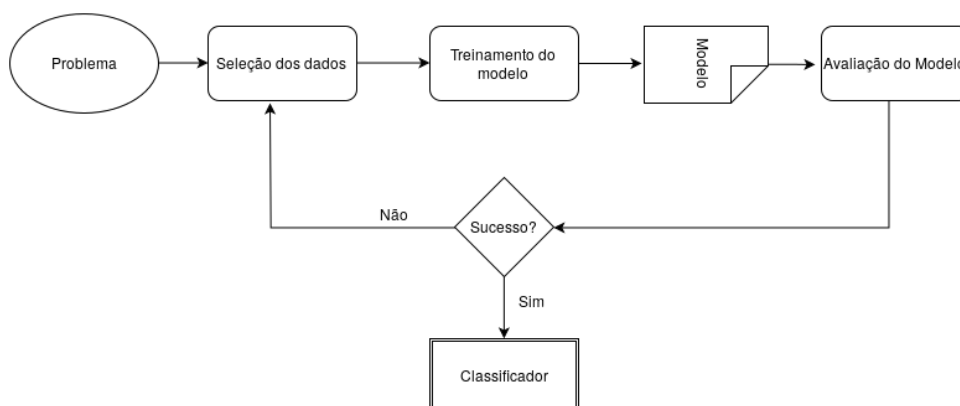 Problema
Seleção dos dados
Treinamento do
modelo
Modelo
Avaliação do Modelo
Não
Sucesso?
Sim
Classificador